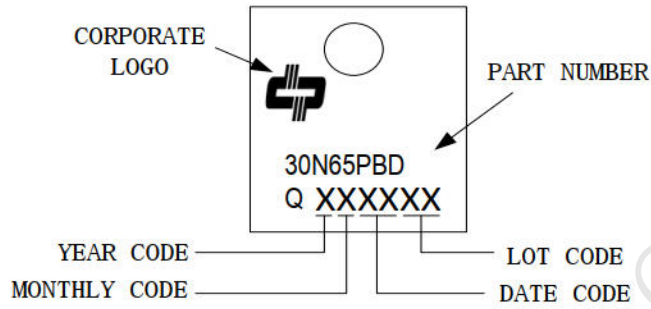 CORPORATE
LOGO
PART NUMBER
30N65PBD
Q XXXXXX
YEAR CODE
LOT CODE
MONTHLY CODE
DATE CODE